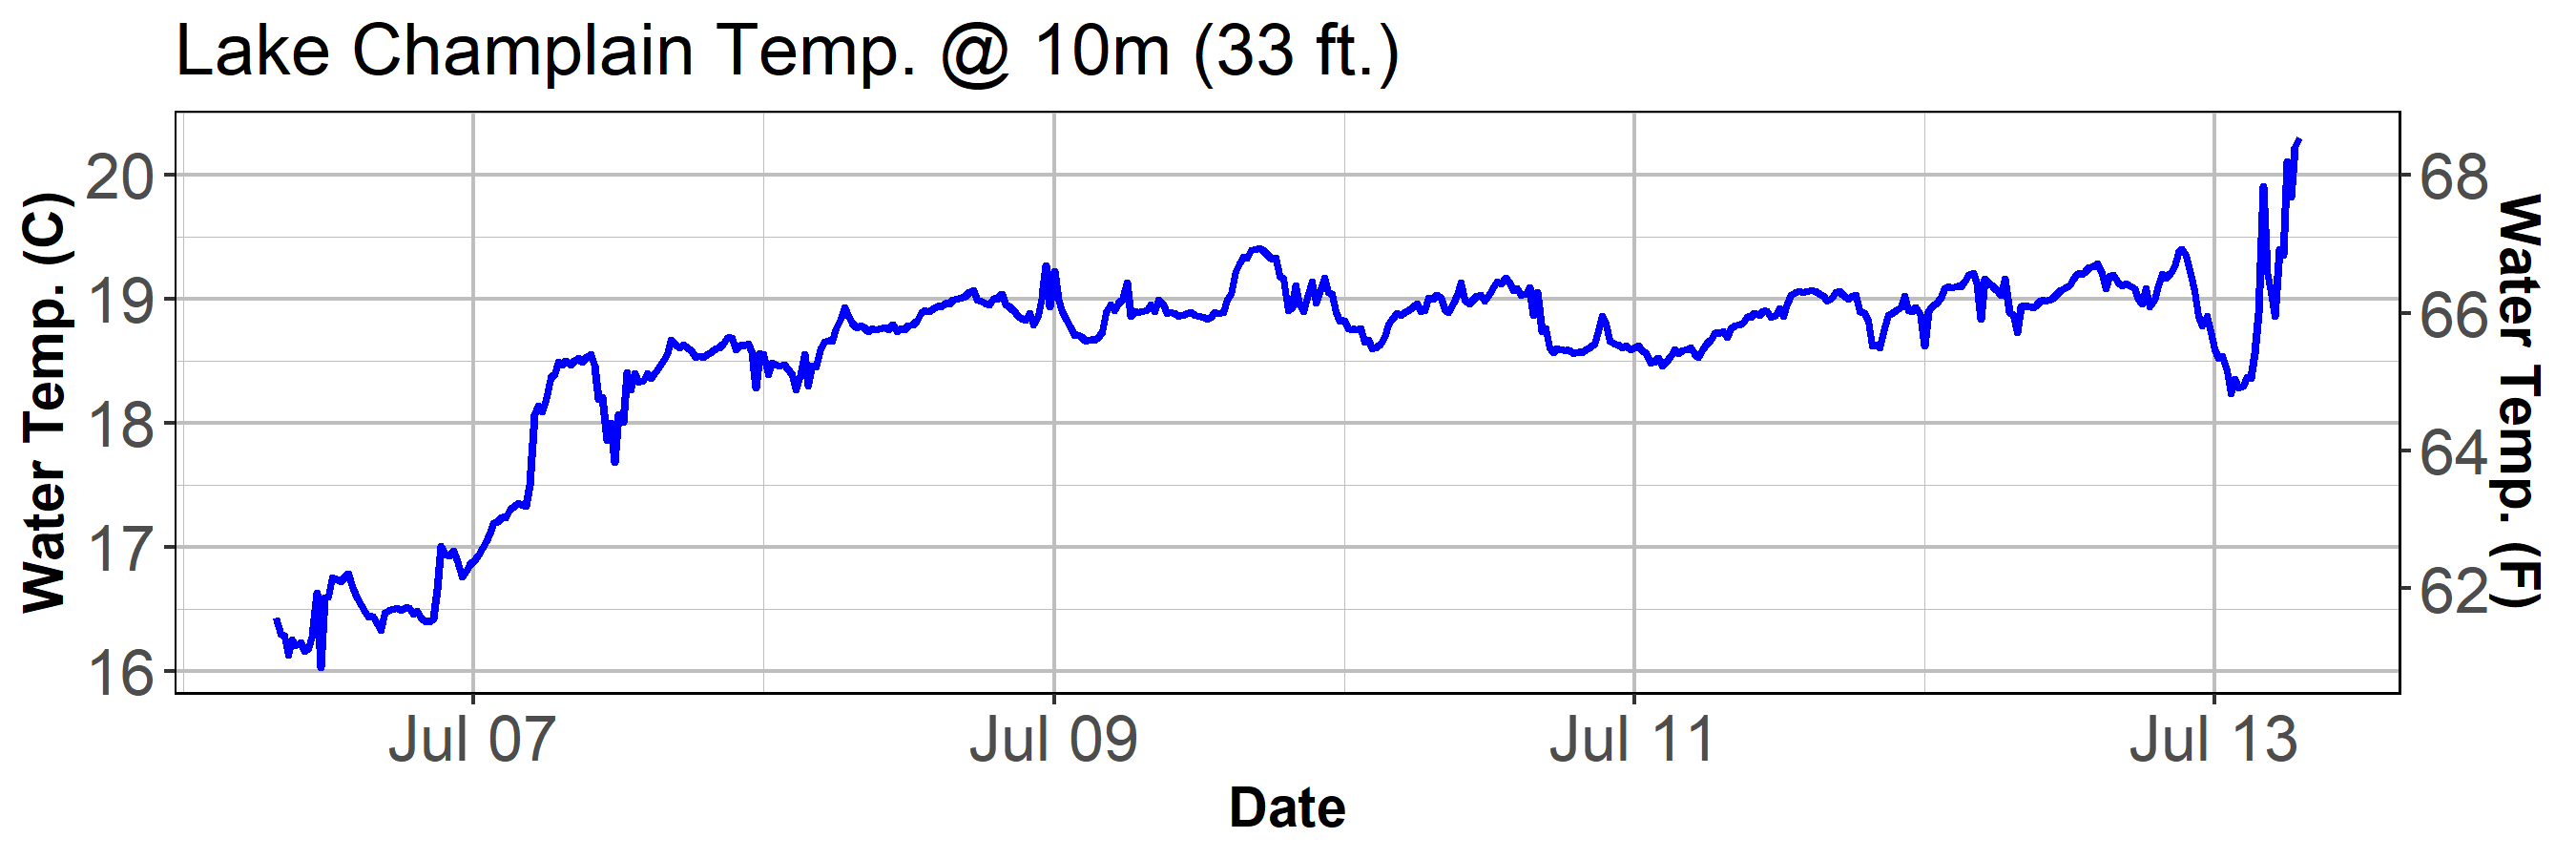 Lake Champlain Temp. @ 10m (33 ft.)
Water Temp. (C)
20
19
18
17
16
68
66
64
62
Water Temp. (F)
Jul 07 Jul 09 Jul 11 Jul 13
Date